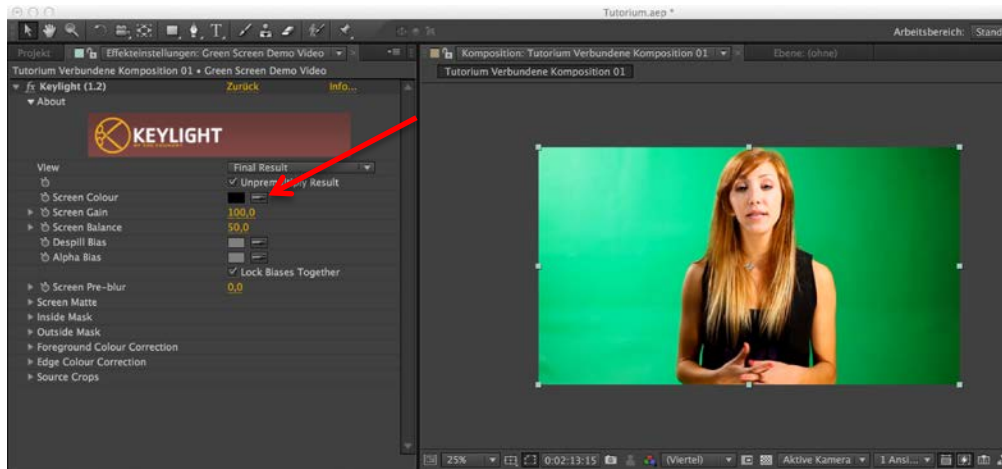 Tutorium.aep *
Arbeitsbereich: Stand
Projekt Effekteinstellungen: Green Screen Demo Video
Tutorium Verbundene Komposition 01 • Green Screen Demo Video
fx Keylight (1.2) Zurück Info...
About
KEYLIGHT
View Final Result
Unpremultiply Result
Screen Colour
Screen Gain 100,0
Screen Balance 50,0
Despill Bias
Alpha Bias
Lock Biases Together
Screen Pre-blur 0,0
Screen Matte
Inside Mask
Outside Mask
Foreground Colour Correction
Edge Colour Correction
Source Crops
Komposition: Tutorium Verbundene Komposition 01 Ebene: (ohne)
Tutorium Verbundene Komposition 01
25% 0:02:13:15 (Viertel) Aktive Kamera 1 Ansi...